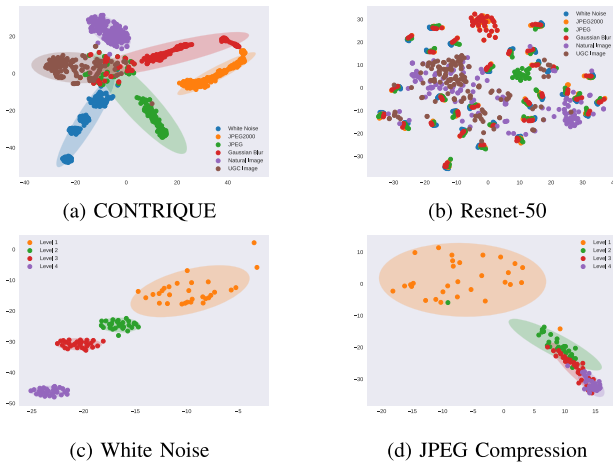 20
10
0
−20
−40
−40
−20
0
20
40
White Noise
JPEG2000
JPEG
Gaussian Blur
Natural Image
UGC Image
(a) CONTRIQUE
30
20
10
0
−10
−20
−30
−30
−20
−10
0
10
20
30
White Noise
JPEG2000
JPEG
Gaussian Blur
Natural Image
UGC Image
(b) Resnet-50
Level 1
Level 2
Level 3
Level 4
0
−10
−20
−30
−40
−50
−25
−20
−15
−10
−5
(c) White Noise
Level 1
Level 2
Level 3
Level 4
10
0
−10
−20
−30
−20
−15
−10
−5
0
5
10
15
(d) JPEG Compression